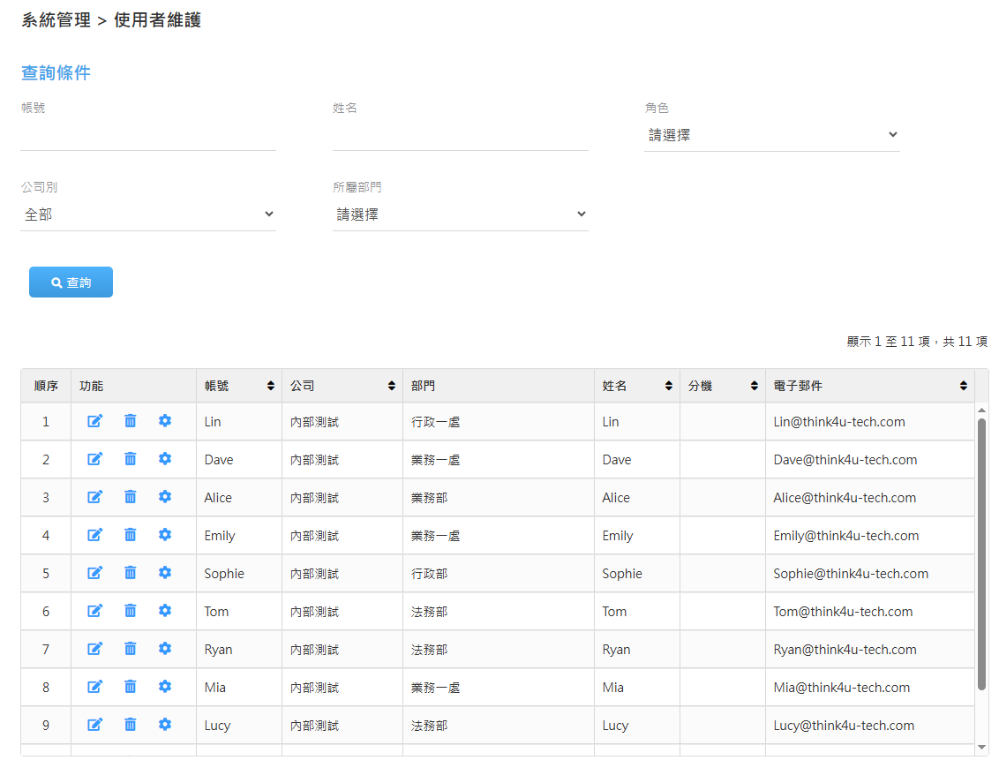 系統管理 > 使用者維護
查詢條件
帳號 姓名 角色
請選擇
公司別 所屬部門
全部 請選擇
查詢
顯示 1 至 11 項，共 11 項
順序 功能 帳號 公司 部門 姓名 分機 電子郵件
1 Lin 內部測試 行政一處 Lin Lin@think4u-tech.com
2 Dave 內部測試 業務一處 Dave Dave@think4u-tech.com
3 Alice 內部測試 業務部 Alice Alice@think4u-tech.com
4 Emily 內部測試 業務一處 Emily Emily@think4u-tech.com
5 Sophie 內部測試 行政部 Sophie Sophie@think4u-tech.com
6 Tom 內部測試 法務部 Tom Tom@think4u-tech.com
7 Ryan 內部測試 法務部 Ryan Ryan@think4u-tech.com
8 Mia 內部測試 業務一處 Mia Mia@think4u-tech.com
9 Lucy 內部測試 法務部 Lucy Lucy@think4u-tech.com